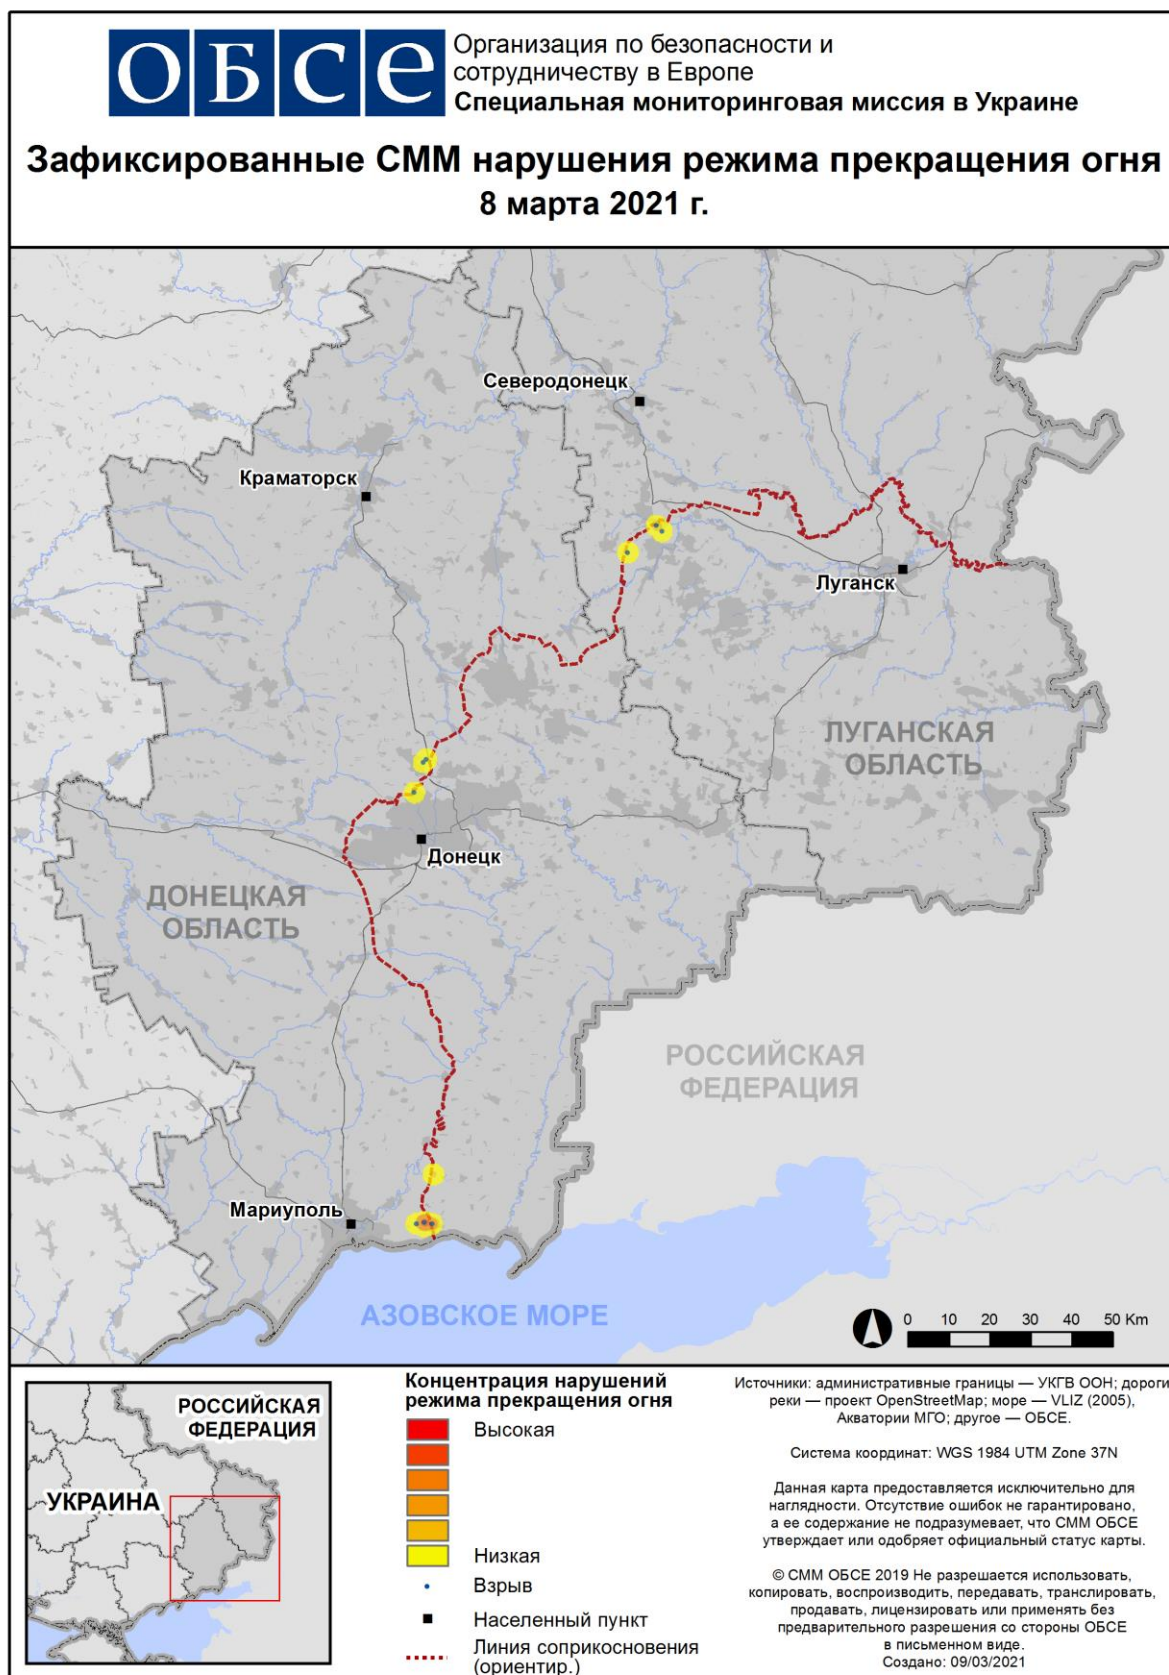 ОБСЕ
Организация по безопасности и
сотрудничеству в Европе
Специальная мониторинговая миссия в Украине
Зафиксированные СММ нарушения режима прекращения огня
8 марта 2021 г.
Северодонецк
Краматорск
Луганск
ЛУГАНСКАЯ
ОБЛАСТЬ
Донецк
ДОНЕЦКАЯ
ОБЛАСТЬ
РОССИЙСКАЯ
ФЕДЕРАЦИЯ
Мариуполь
АЗОВСКОЕ МОРЕ
0 10 20 30 40 50 Km
РОССИЙСКАЯ
ФЕДЕРАЦИЯ
УКРАИНА
Концентрация нарушений
режима прекращения огня
Высокая
Низкая
Взрыв
Населенный пункт
Линия соприкосновения
(ориентир.)
Источники: административные границы — УКГВ ООН; дороги,
реки — проект OpenStreetMap; море — VLIZ (2005),
Акватории МГО; другое — ОБСЕ.
Система координат: WGS 1984 UTM Zone 37N
Данная карта предоставляется исключительно для
наглядности. Отсутствие ошибок не гарантировано,
а ее содержание не подразумевает, что СММ ОБСЕ
утверждает или одобряет официальный статус карты.
© СММ ОБСЕ 2019 Не разрешается использовать,
копировать, воспроизводить, передавать, транслировать,
продавать, лицензировать или применять без
предварительного разрешения со стороны ОБСЕ
в письменном виде.
Создано: 09/03/2021